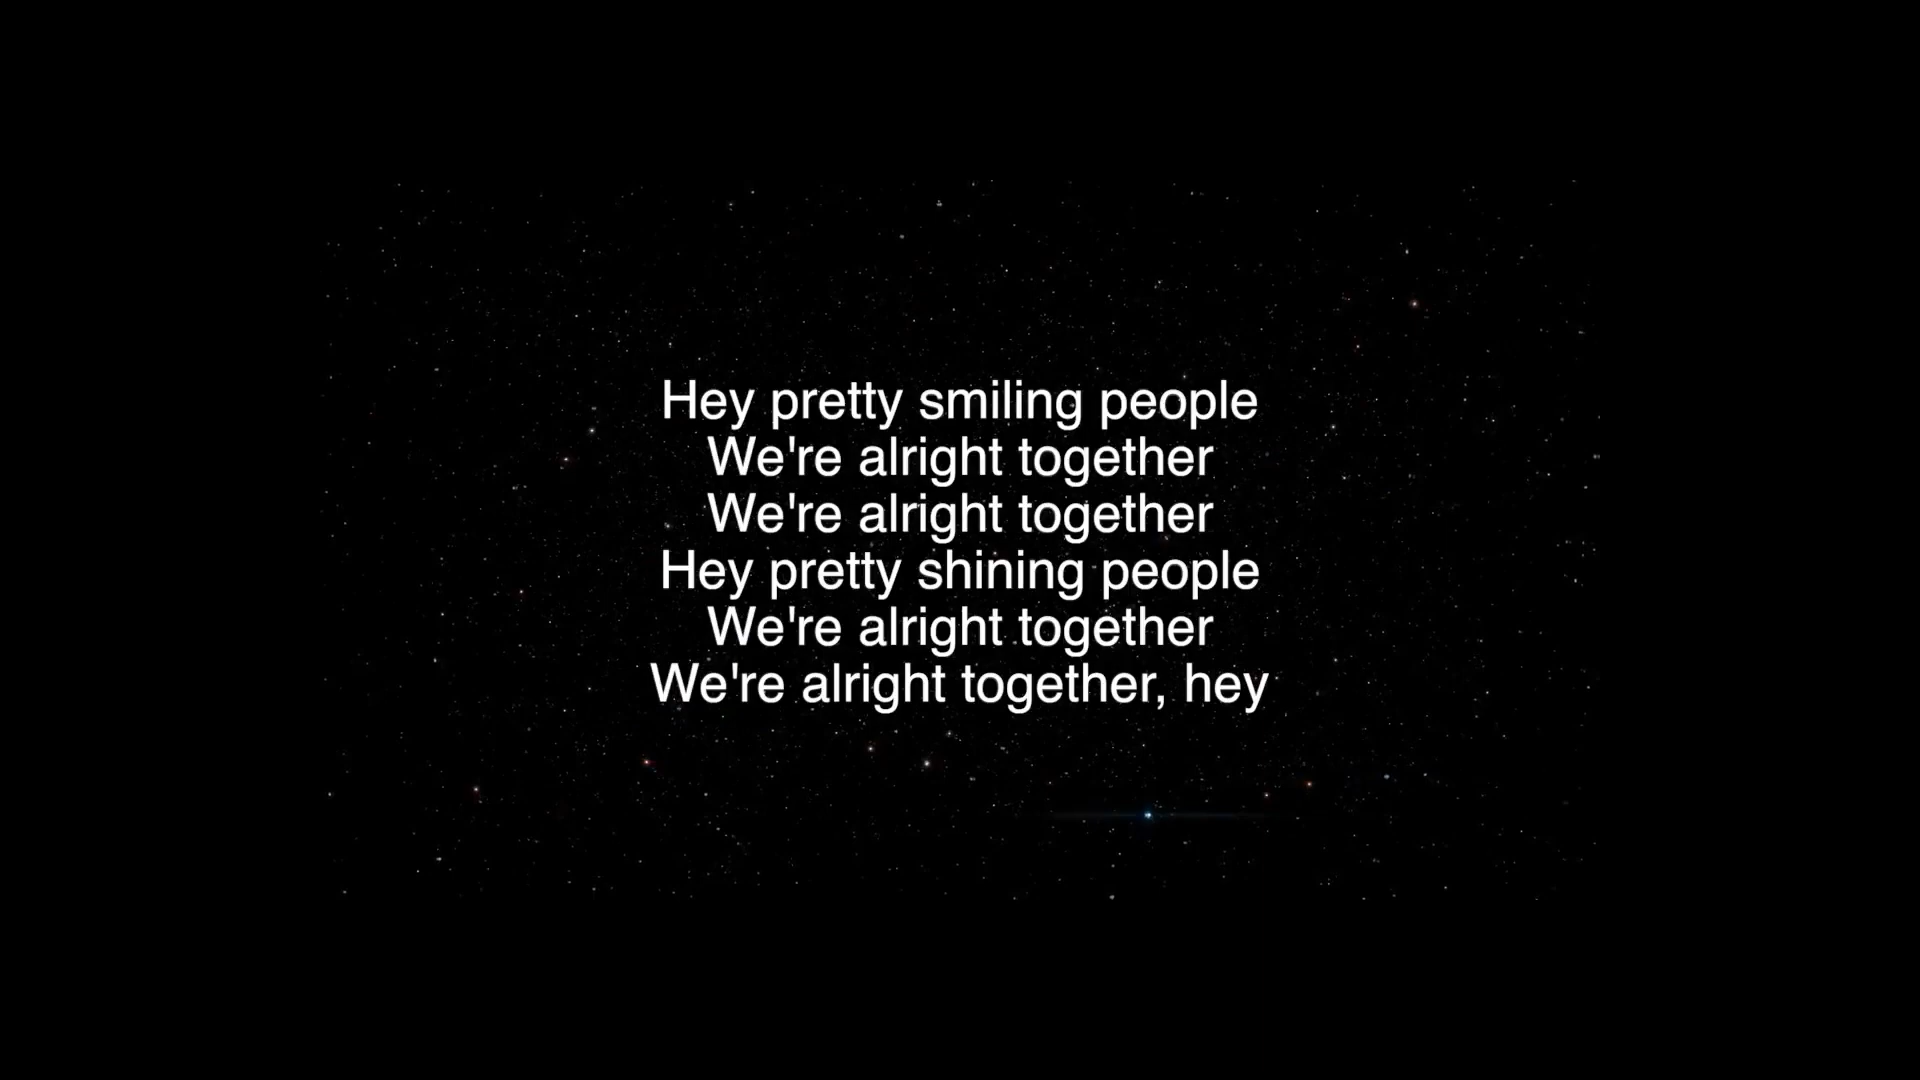 Hey pretty smiling people
We're alright together
We're alright together
Hey pretty shining people
We're alright together
We're alright together, hey